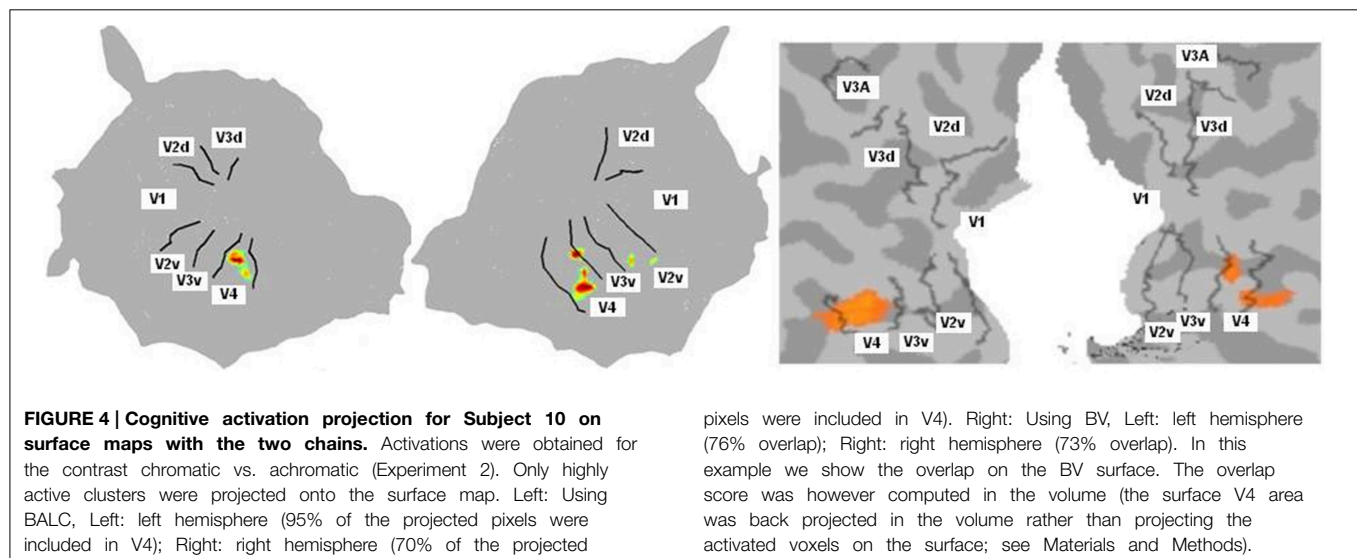 V2d
V3d
V1
V2v
V3v
V4
V2d
V1
V3v
V2v
V4
V3A
V2d
V3d
V1
V2v
V4
V3v
V3A
V2d
V3d
V1
V2v
V3v
V4
FIGURE 4 | Cognitive activation projection for Subject 10 on
surface maps with the two chains. Activations were obtained for
the contrast chromatic vs. achromatic (Experiment 2). Only highly
active clusters were projected onto the surface map. Left: Using
BALC, Left: left hemisphere (95% of the projected pixels were
included in V4); Right: right hemisphere (70% of the projected
pixels were included in V4). Right: Using BV, Left: left hemisphere
(76% overlap); Right: right hemisphere (73% overlap). In this
example we show the overlap on the BV surface. The overlap
score was however computed in the volume (the surface V4 area
was back projected in the volume rather than projecting the
activated voxels on the surface; see Materials and Methods).